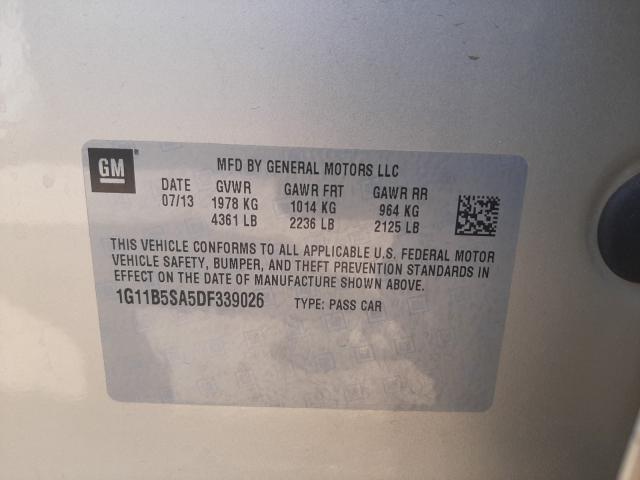 GM MFD BY GENERAL MOTORS LLC
DATE GVWR GAWR FRT GAWR RR
07/13 1978 KG 1014 KG 964 KG
4361 LB 2236 LB 2125 LB
THIS VEHICLE CONFORMS TO ALL APPLICABLE U.S. FEDERAL MOTOR
VEHICLE SAFETY, BUMPER, AND THEFT PREVENTION STANDARDS IN
EFFECT ON THE DATE OF MANUFACTURE SHOWN ABOVE.
1G11B5SA5DF339026 TYPE: PASS CAR